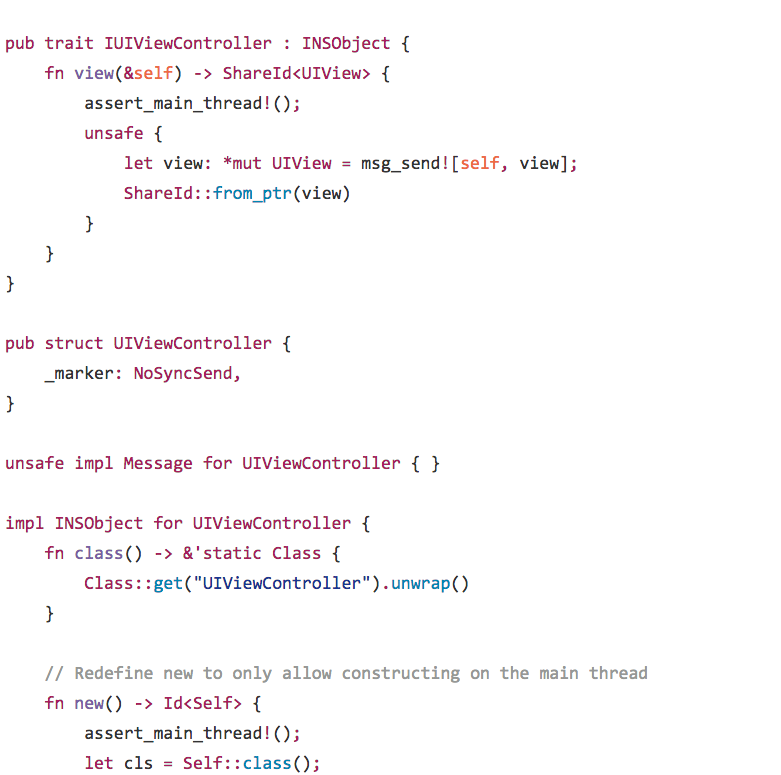 pub trait IUIViewController : INSObject {
    fn view(&self) -> ShareId<UIView> {
        assert_main_thread!();
        unsafe {
            let view: *mut UIView = msg_send![self, view];
            ShareId::from_ptr(view)
        }
    }
}

pub struct UIViewController {
    _marker: NoSyncSend,
}

unsafe impl Message for UIViewController { }

impl INSObject for UIViewController {
    fn class() -> &'static Class {
        Class::get("UIViewController").unwrap()
    }

    // Redefine new to only allow constructing on the main thread
    fn new() -> Id<Self> {
        assert_main_thread!();
        let cls = Self::class();